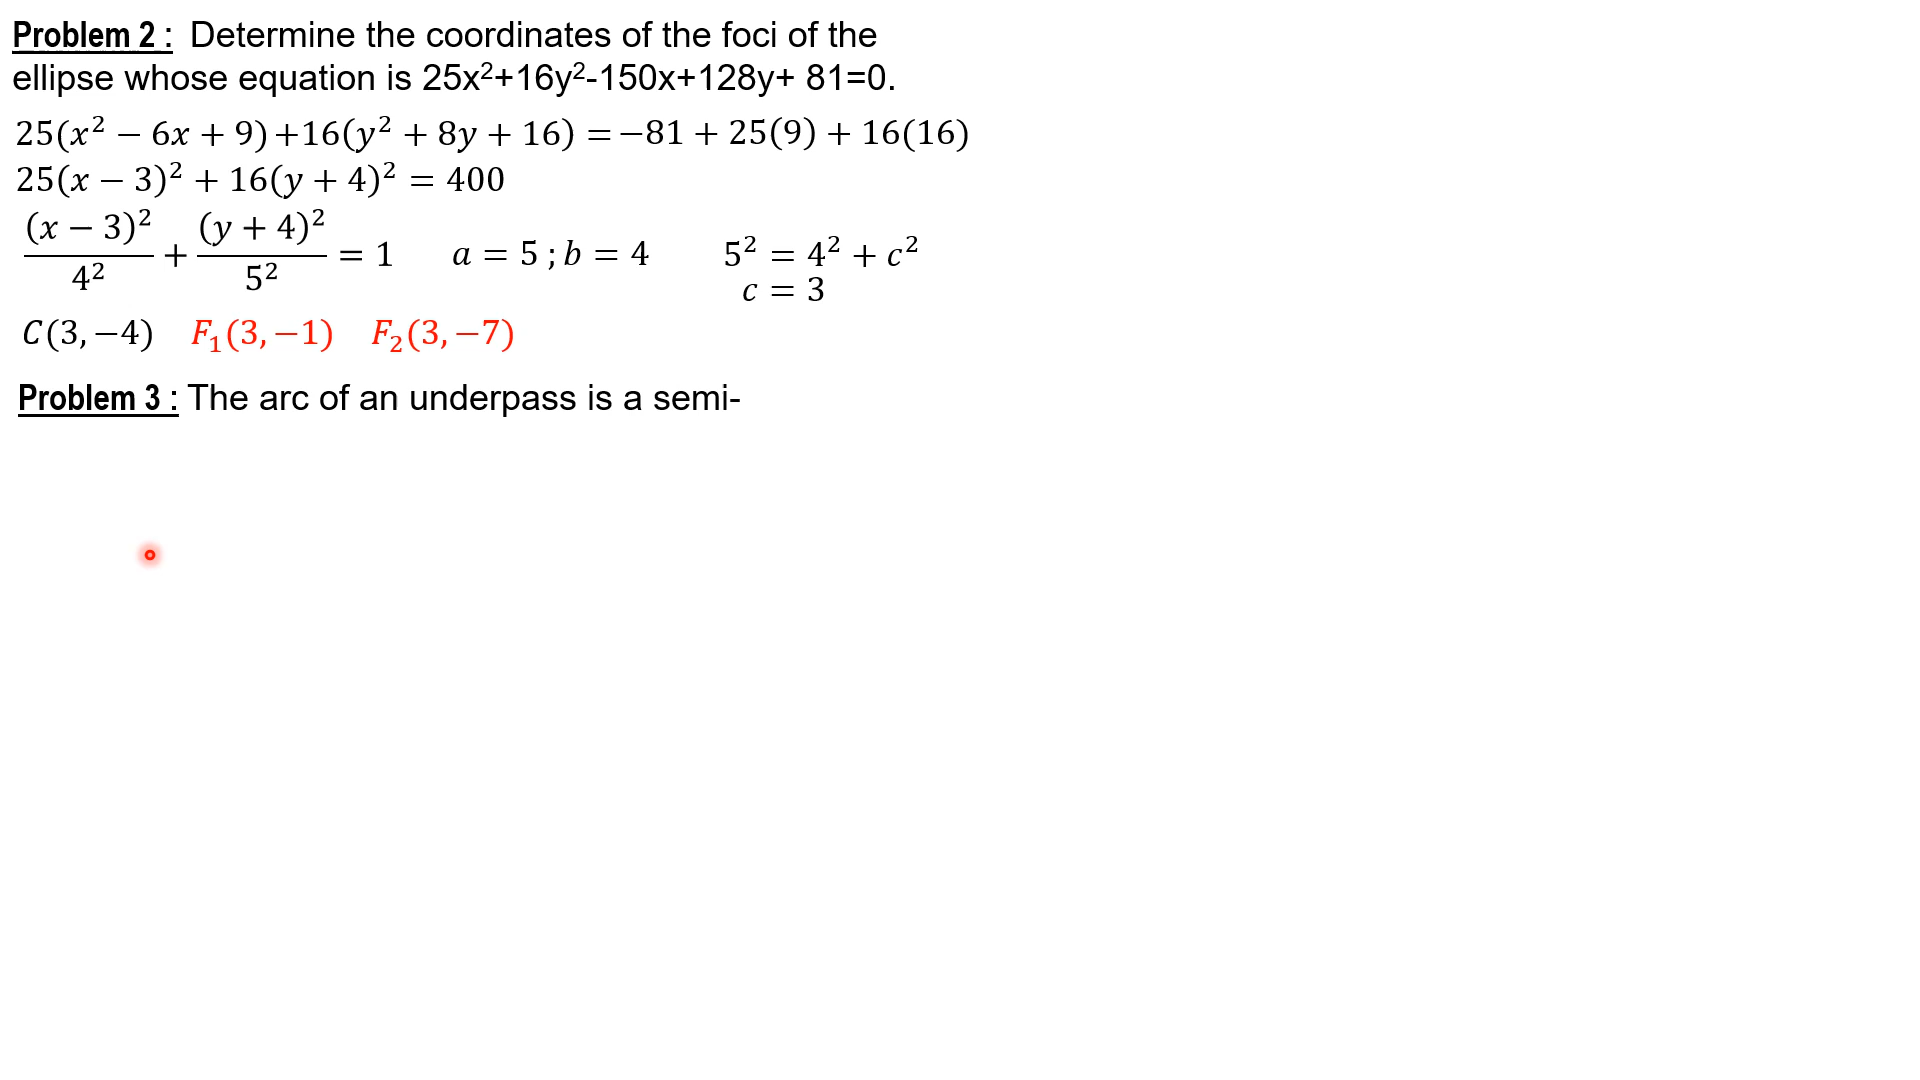 Problem 2 : Determine the coordinates of the foci of the
ellipse whose equation is 25x²+16y²-150x+128y+ 81=0.
25(x² − 6x + 9) +16(y² + 8y + 16) = −81 + 25(9) + 16(16)
25(x − 3)² + 16(y + 4)² = 400
(x − 3)²/4² + (y + 4)²/5² = 1 a = 5 ; b = 4 5² = 4² + c²
c = 3
C(3, −4) F₁(3, −1) F₂(3, −7)
Problem 3 : The arc of an underpass is a semi-